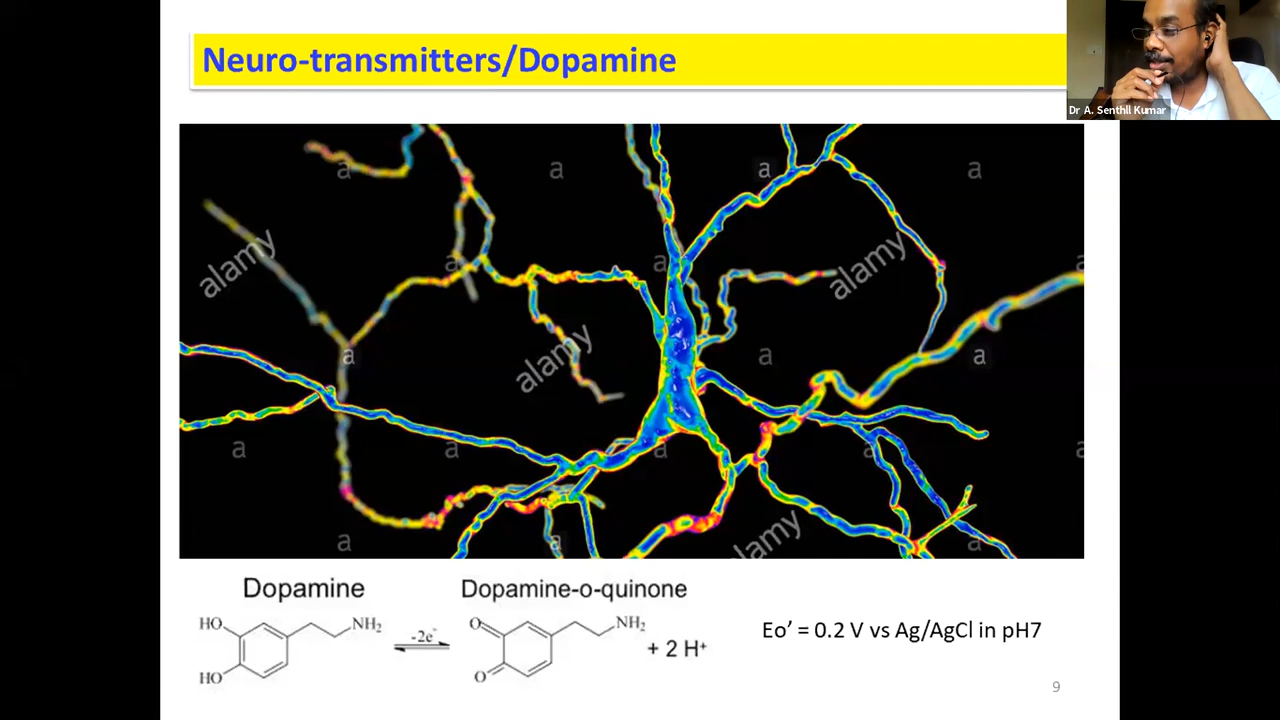 Neuro-transmitters/Dopamine
Dr A. Senthil Kumar
a a a a
alamy a a alamy a
alamy
a a a
a a a a a
alamy
a a a
Dopamine
Dopamine-o-quinone
HO
NH₂
HO
-2e⁻
O
NH₂
O
+ 2 H⁺
Eo’ = 0.2 V vs Ag/AgCl in pH7
9